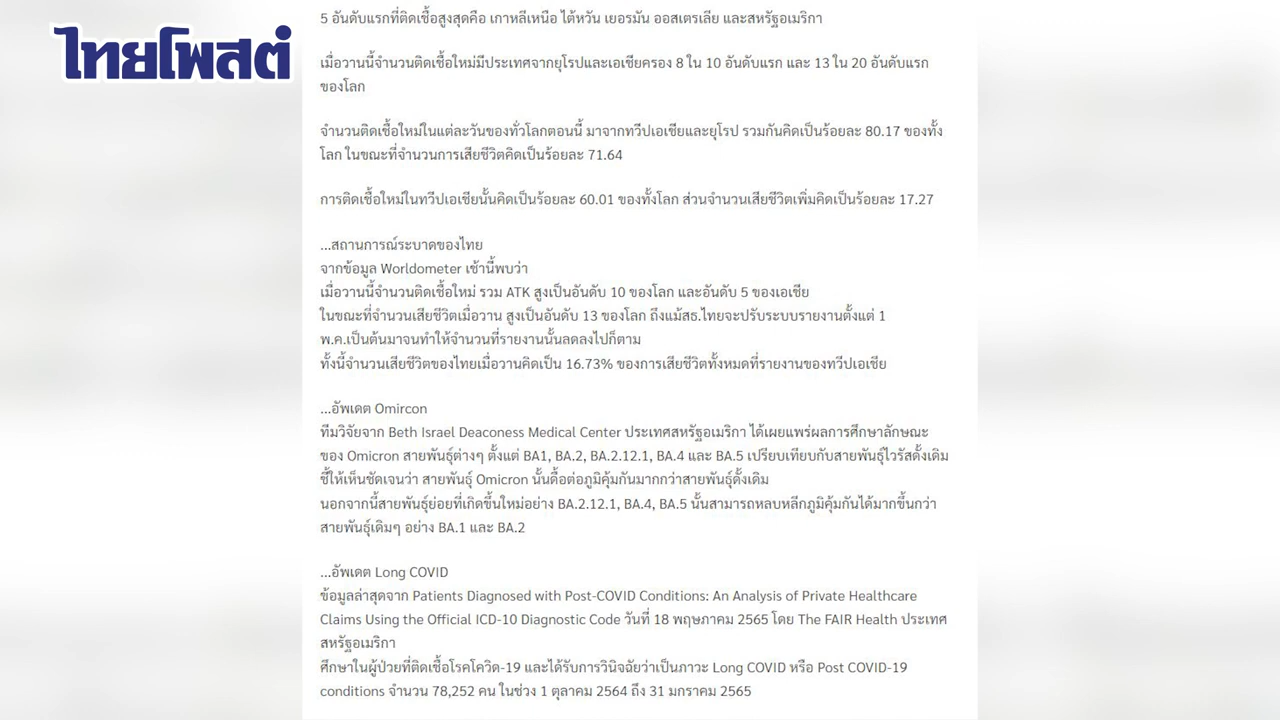 ไทยโพสต์
5 อันดับแรกที่ติดเชื้อสูงสุดคือ เกาหลีเหนือ ไต้หวัน เยอรมัน ออสเตรเลีย และสหรัฐอเมริกา
เมื่อวานนี้จำนวนติดเชื้อใหม่มีประเทศจากยุโรปและเอเชียครอง 8 ใน 10 อันดับแรก และ 13 ใน 20 อันดับแรก
ของโลก
จำนวนติดเชื้อใหม่ในแต่ละวันของทั่วโลกตอนนี้ มาจากทวีปเอเชียและยุโรป รวมกันคิดเป็นร้อยละ 80.17 ของทั้ง
โลก ในขณะที่จำนวนการเสียชีวิตคิดเป็นร้อยละ 71.64
การติดเชื้อใหม่ในทวีปเอเชียนั้นคิดเป็นร้อยละ 60.01 ของทั้งโลก ส่วนจำนวนเสียชีวิตเพิ่มคิดเป็นร้อยละ 17.27
...สถานการณ์ระบาดของไทย
จากข้อมูล Worldometer เช้านี้พบว่า
เมื่อวานนี้จำนวนติดเชื้อใหม่ รวม ATK สูงเป็นอันดับ 10 ของโลก และอันดับ 5 ของเอเชีย
ในขณะที่จำนวนเสียชีวิตเมื่อวาน สูงเป็นอันดับ 13 ของโลก ถึงแม้สธ.ไทยจะปรับระบบรายงานตั้งแต่ 1
พ.ค.เป็นต้นมาจนทำให้จำนวนที่รายงานนั้นลดลงไปก็ตาม
ทั้งนี้จำนวนเสียชีวิตของไทยเมื่อวานคิดเป็น 16.73% ของการเสียชีวิตทั้งหมดที่รายงานของทวีปเอเชีย
...อัพเดต Omircon
ทีมวิจัยจาก Beth Israel Deaconess Medical Center ประเทศสหรัฐอเมริกา ได้เผยแพร่ผลการศึกษาลักษณะ
ของ Omicron สายพันธุ์ต่างๆ ตั้งแต่ BA1, BA.2, BA.2.12.1, BA.4 และ BA.5 เปรียบเทียบกับสายพันธุ์ไวรัสดั้งเดิม
ชี้ให้เห็นชัดเจนว่า สายพันธุ์ Omicron นั้นดื้อต่อภูมิคุ้มกันมากกว่าสายพันธุ์ดั้งเดิม
นอกจากนี้สายพันธุ์ย่อยที่เกิดขึ้นใหม่อย่าง BA.2.12.1, BA.4, BA.5 นั้นสามารถหลบหลีกภูมิคุ้มกันได้มากขึ้นกว่า
สายพันธุ์เดิมๆ อย่าง BA.1 และ BA.2
...อัพเดต Long COVID
ข้อมูลล่าสุดจาก Patients Diagnosed with Post-COVID Conditions: An Analysis of Private Healthcare
Claims Using the Official ICD-10 Diagnostic Code วันที่ 18 พฤษภาคม 2565 โดย The FAIR Health ประเทศ
สหรัฐอเมริกา
ศึกษาในผู้ป่วยที่ติดเชื้อโรคโควิด-19 และได้รับการวินิจฉัยว่าเป็นภาวะ Long COVID หรือ Post COVID-19
conditions จำนวน 78,252 คน ในช่วง 1 ตุลาคม 2564 ถึง 31 มกราคม 2565